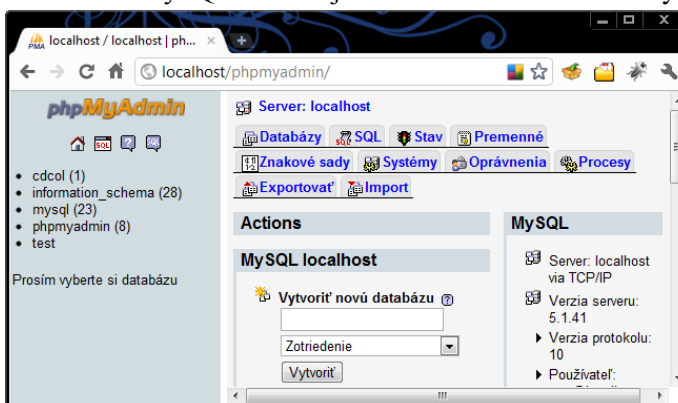 localhost / localhost | ph...
localhost/phpmyadmin/
phpMyAdmin
cdcol (1)
information_schema (28)
mysql (23)
phpmyadmin (8)
test
Prosím vyberte si databázu
Server: localhost
Databázy SQL Stav Premenné
Znakové sady Systémy Oprávnenia Procesy
Exportovať Import
Actions
MySQL localhost
Vytvoriť novú databázu
Zotriedenie
Vytvoriť
MySQL
Server: localhost
via TCP/IP
Verzia serveru:
5.1.41
Verzia protokolu:
10
Používateľ: